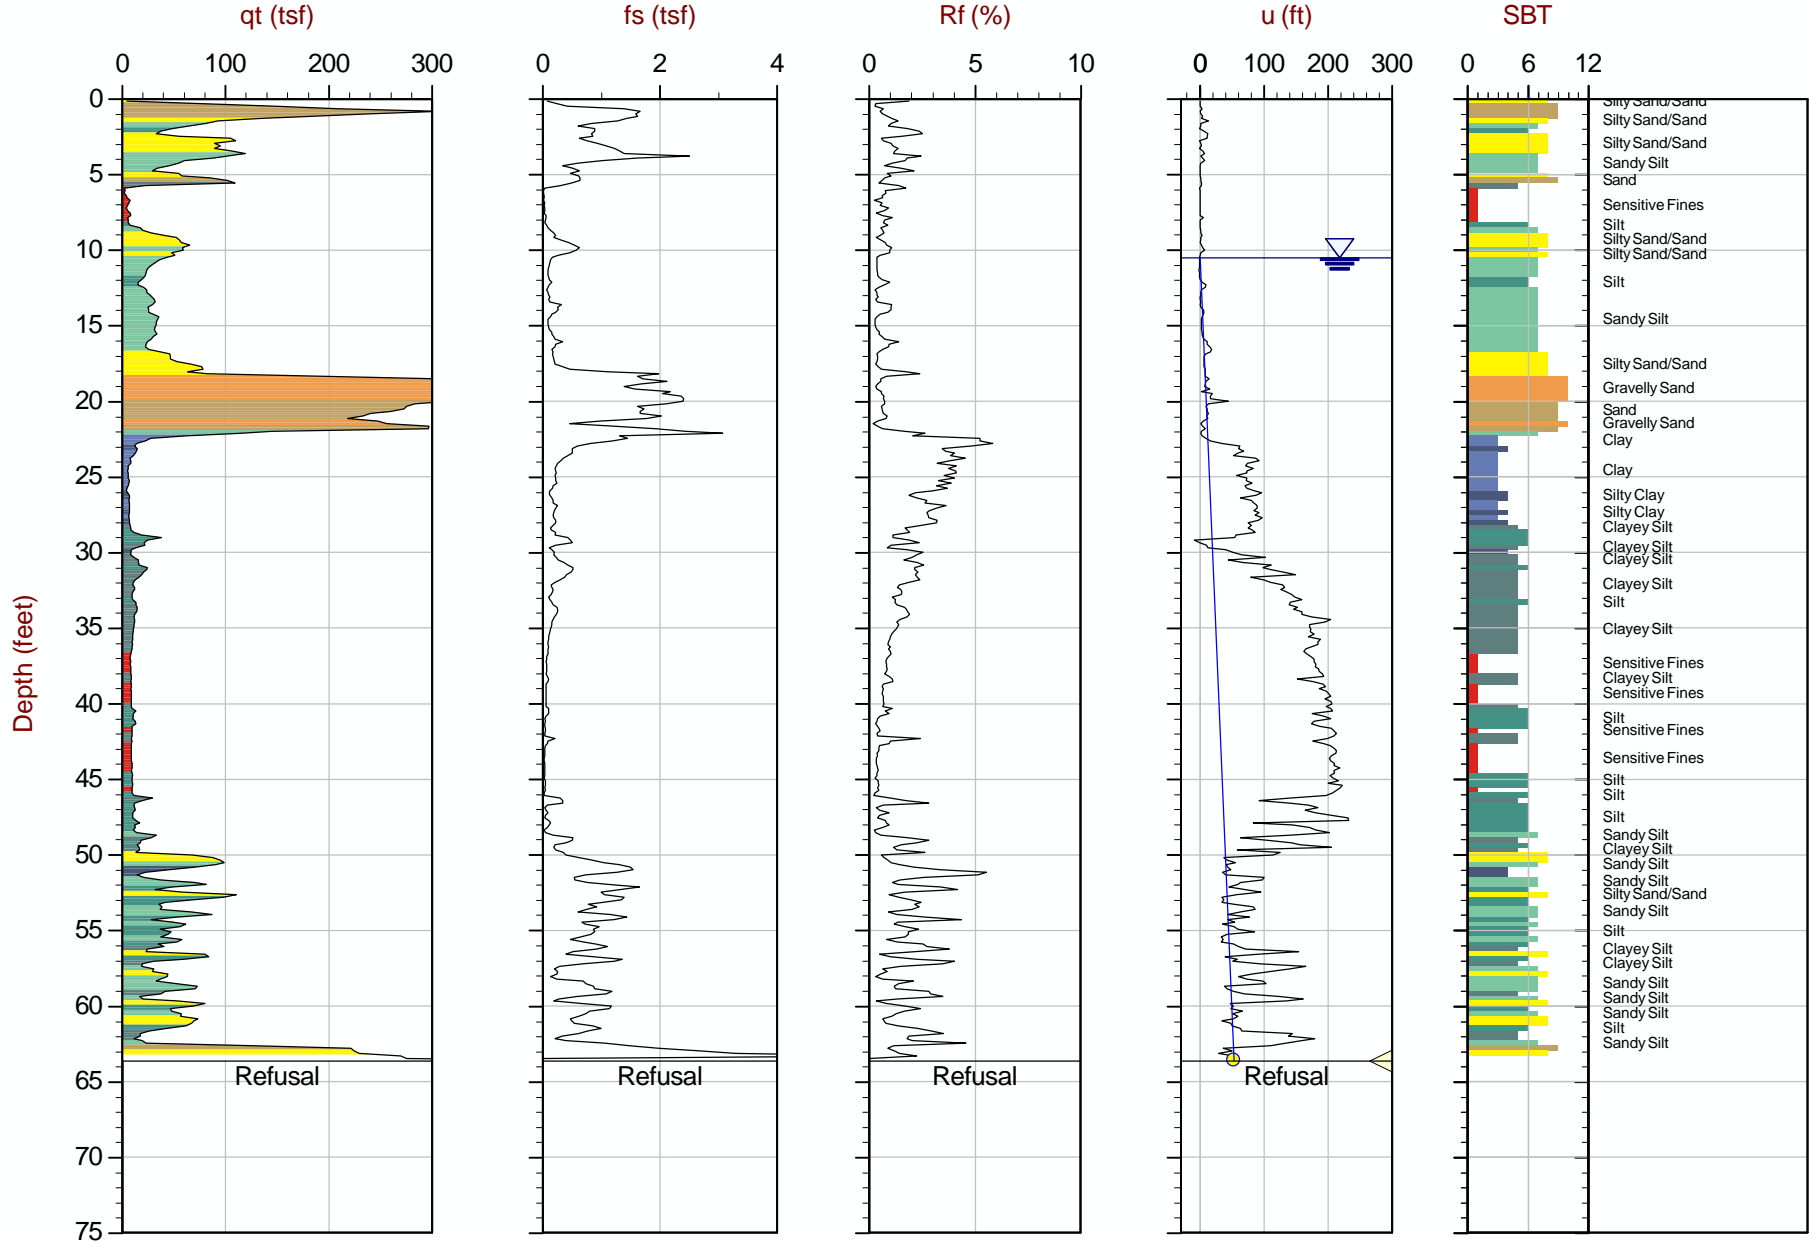 qt (tsf) fs (tsf) Rf (%) u (ft) SBT
0 100 200 300 0 2 4 0 5 10 0 100 200 300 0 6 12
Depth (feet)
0
5
10
15
20
25
30
35
40
45
50
55
60
65
70
75
Silty Sand/Sand
Silty Sand/Sand
Silty Sand/Sand
Sandy Silt
Sand
Sensitive Fines
Silt
Silty Sand/Sand
Silty Sand/Sand
Silt
Sandy Silt
Silty Sand/Sand
Gravelly Sand
Sand
Gravelly Sand
Clay
Clay
Silty Clay
Silty Clay
Clayey Silt
Clayey Silt
Clayey Silt
Clayey Silt
Silt
Clayey Silt
Sensitive Fines
Clayey Silt
Sensitive Fines
Silt
Sensitive Fines
Sensitive Fines
Silt
Silt
Silt
Sandy Silt
Clayey Silt
Sandy Silt
Sandy Silt
Silty Sand/Sand
Sandy Silt
Silt
Clayey Silt
Clayey Silt
Sandy Silt
Sandy Silt
Sandy Silt
Silt
Sandy Silt
Refusal Refusal Refusal Refusal